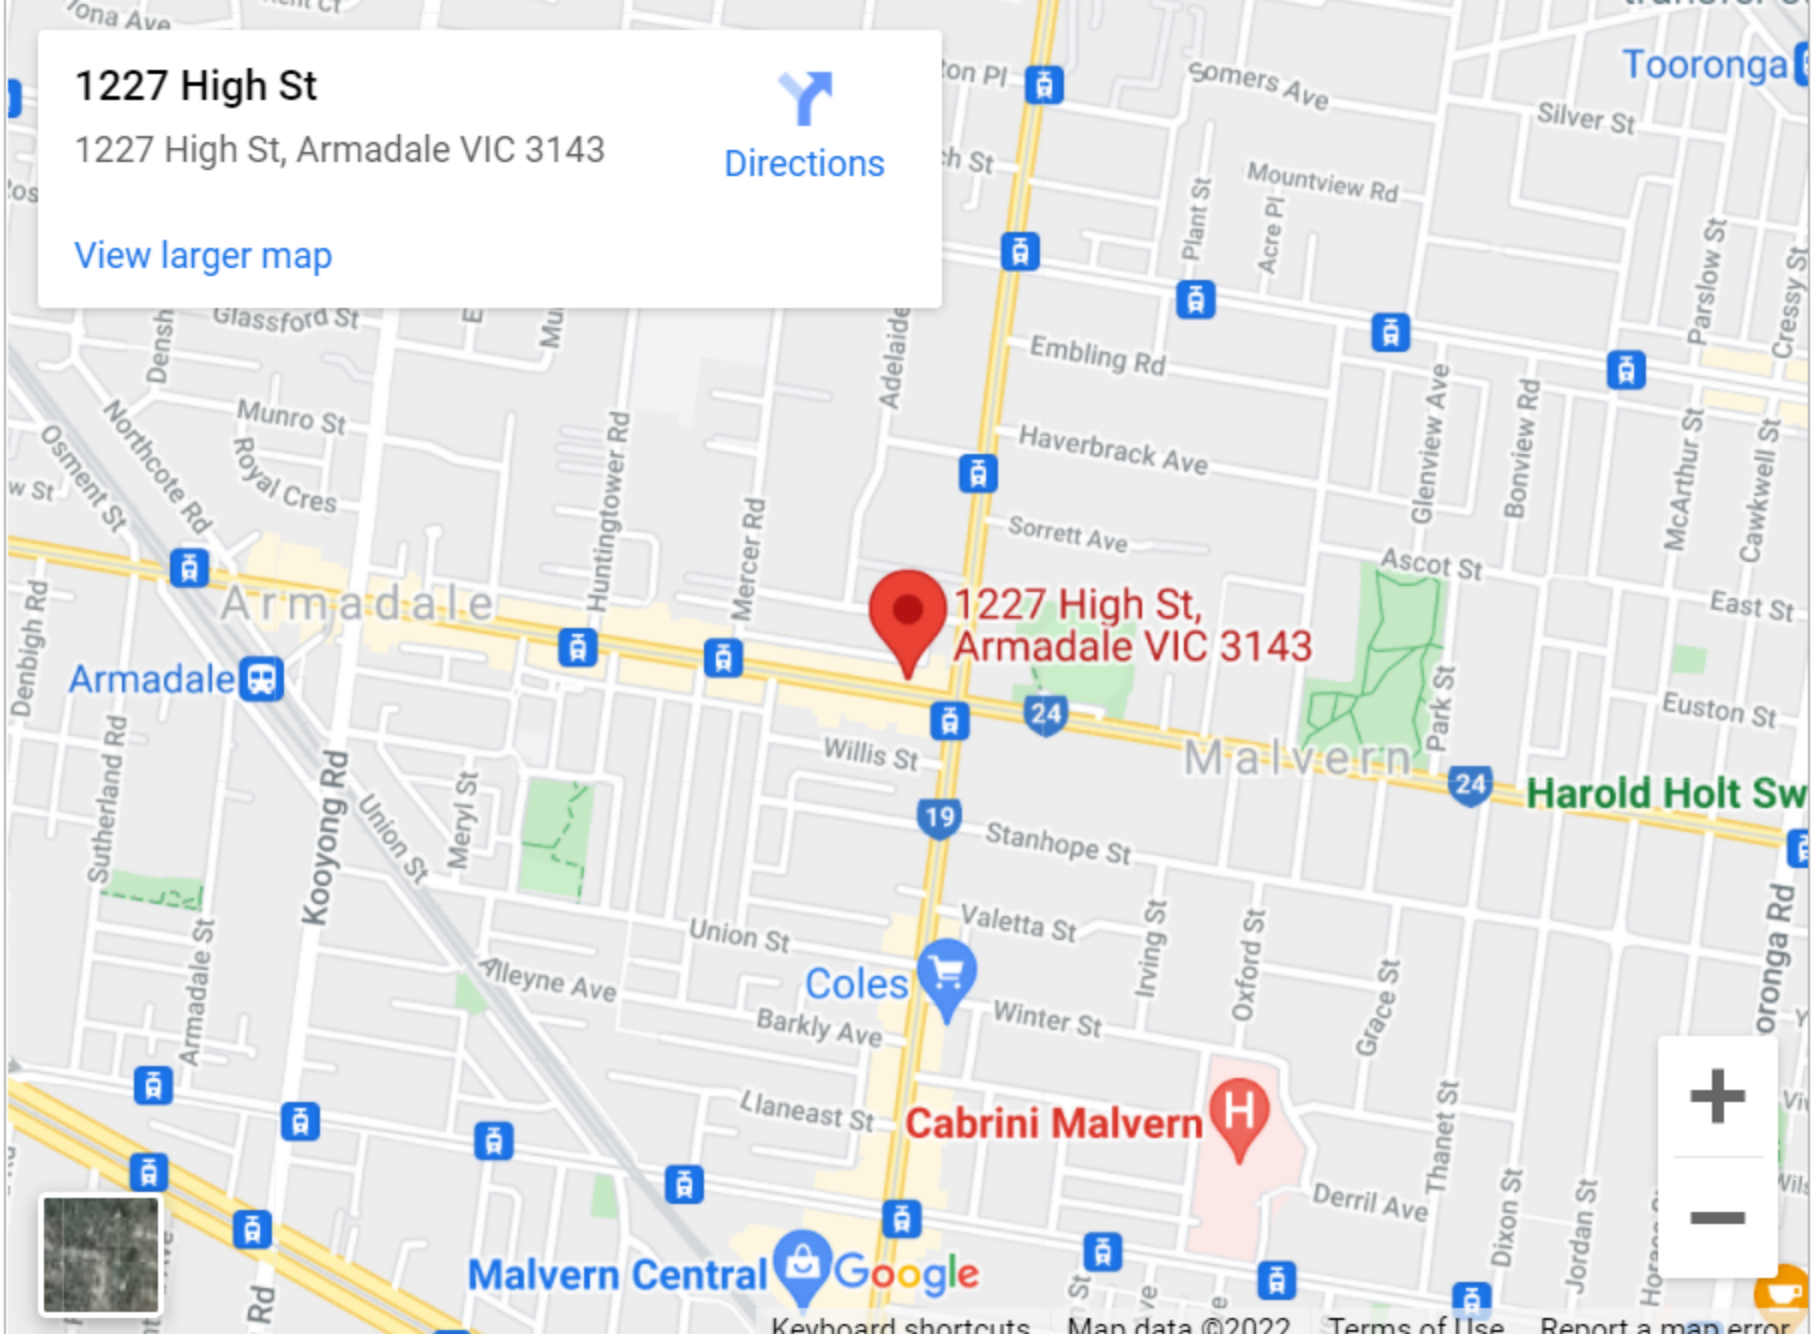 1227 High St
1227 High St, Armadale VIC 3143
Directions
View larger map
Somers Ave
Tooronga
Silver St
Mountview Rd
Plant St
Acre Pl
Parslow St
Cressy St
Glassford St
Munro St
Northcote Rd
Osment St
Royal Cres
Huntingtower Rd
Mercer Rd
Adelaide
Embling Rd
Haverbrack Ave
Glenview Ave
Bonview Rd
McArthur St
Cawkwell St
Sorrett Ave
Ascot St
East St
Armadale
1227 High St,
Armadale VIC 3143
Denbigh Rd
Armadale
24
Park St
Euston St
Willis St
Malvern
24
Harold Holt Sw
Sutherland Rd
Kooyong Rd
Meryl St
Union St
19
Stanhope St
Valetta St
Union St
Irving St
Oxford St
Grace St
Coles
Alleyne Ave
Barkly Ave
Winter St
Armadale St
Llaneast St
Cabrini Malvern
H
Thanet St
Derril Ave
Dixon St
Jordan St
Malvern Central
Google
Keyboard shortcuts
Map data ©2022
Terms of Use
Report a map error